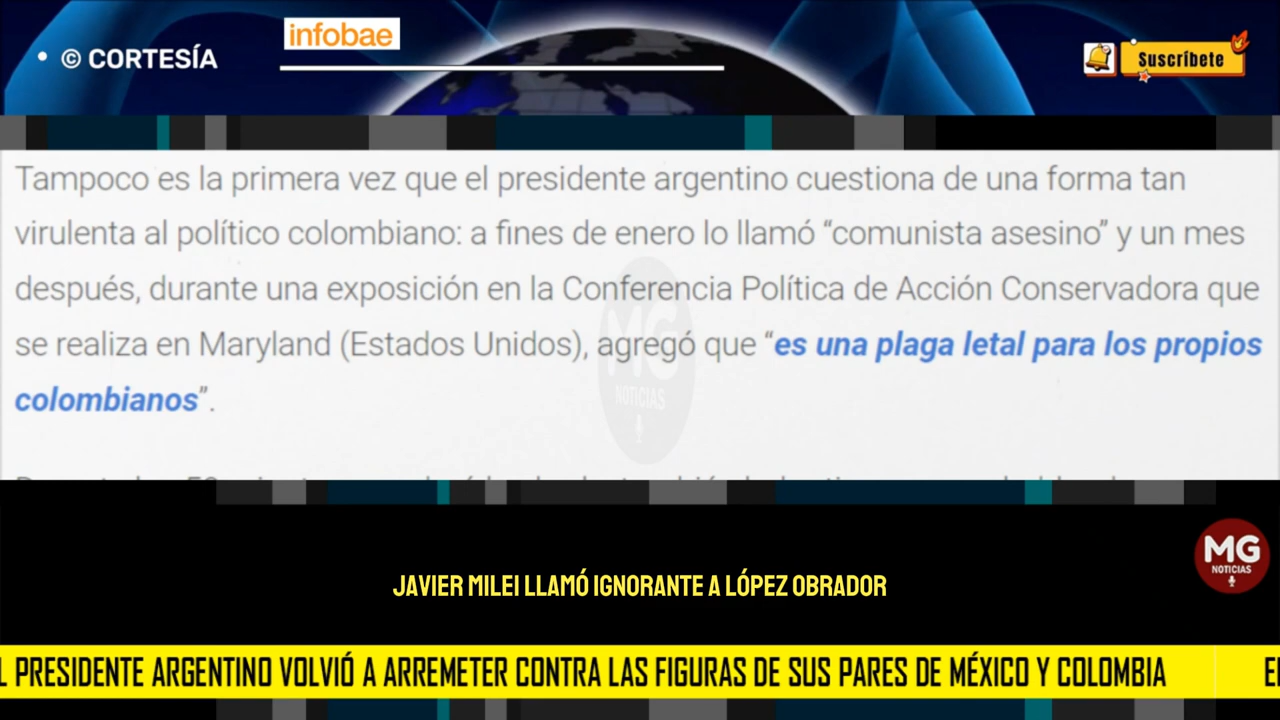 infobae
• © CORTESÍA
Suscríbete
Tampoco es la primera vez que el presidente argentino cuestiona de una forma tan
virulenta al político colombiano: a fines de enero lo llamó “comunista asesino” y un mes
después, durante una exposición en la Conferencia Política de Acción Conservadora que
se realiza en Maryland (Estados Unidos), agregó que “es una plaga letal para los propios
colombianos”.
MG
NOTICIAS
MG
NOTICIAS
JAVIER MILEI LLAMÓ IGNORANTE A LÓPEZ OBRADOR
L PRESIDENTE ARGENTINO VOLVIÓ A ARREMETER CONTRA LAS FIGURAS DE SUS PARES DE MÉXICO Y COLOMBIA